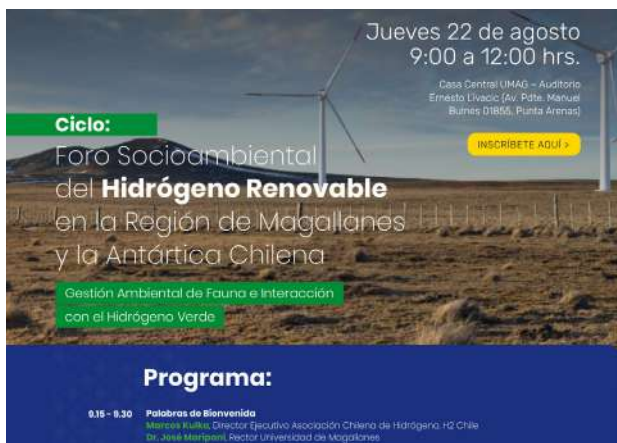 Jueves 22 de agosto
9:00 a 12:00 hrs.
Casa Central UMAG – Auditorio
Ernesto Livacic (Av. Pdte. Manuel
Bulnes 01855, Punta Arenas)
INSCRÍBETE AQUÍ >
Ciclo:
Foro Socioambiental
del Hidrógeno Renovable
en la Región de Magallanes
y la Antártica Chilena
Gestión Ambiental de Fauna e Interacción
con el Hidrógeno Verde
Programa:
9.15 - 9.30 Palabras de Bienvenida
Marcos Kulka, Director Ejecutivo Asociación Chilena de Hidrógeno, H2 Chile
Dr. José Maripani, Rector Universidad de Magallanes